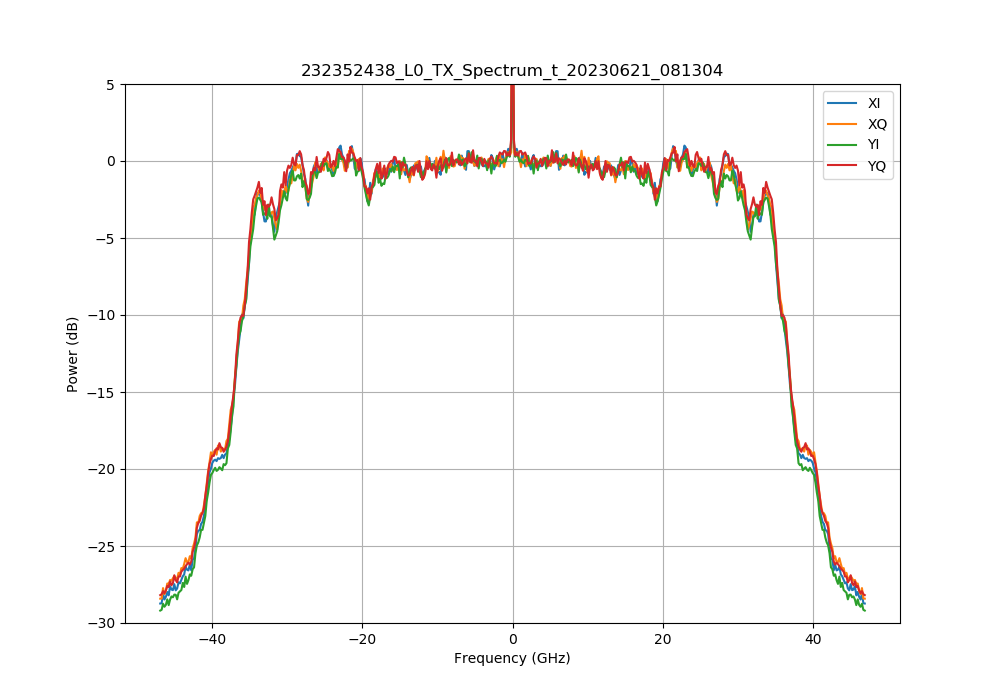 232352438_L0_TX_Spectrum_t_20230621_081304
5
0
−5
−10
−15
−20
−25
−30
Power (dB)
XI
XQ
YI
YQ
−40
−20
0
20
40
Frequency (GHz)